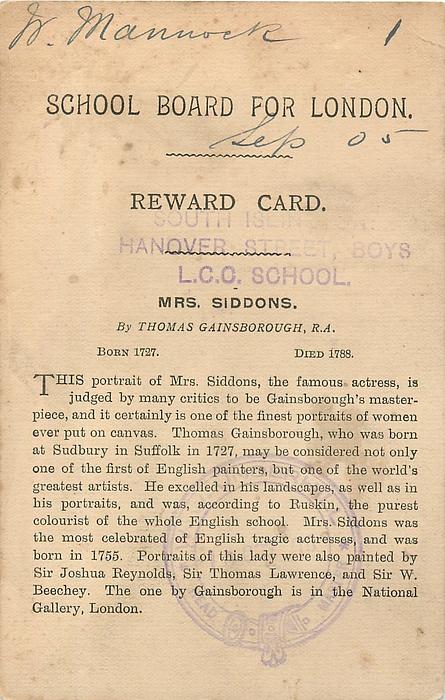 W. Mannock 1
SCHOOL BOARD FOR LONDON.
Sep 05
REWARD CARD.
SOUTH ISLINGTON
HANOVER STREET, BOYS
L.C.C. SCHOOL.
MRS. SIDDONS.
By THOMAS GAINSBOROUGH, R.A.
BORN 1727. DIED 1788.
THIS portrait of Mrs. Siddons, the famous actress, is
judged by many critics to be Gainsborough's master-
piece, and it certainly is one of the finest portraits of women
ever put on canvas. Thomas Gainsborough, who was born
at Sudbury in Suffolk in 1727, may be considered not only
one of the first of English painters, but one of the world's
greatest artists. He excelled in his landscapes, as well as in
his portraits, and was, according to Ruskin, the purest
colourist of the whole English school. Mrs. Siddons was
the most celebrated of English tragic actresses, and was
born in 1755. Portraits of this lady were also painted by
Sir Joshua Reynolds, Sir Thomas Lawrence, and Sir W.
Beechey. The one by Gainsborough is in the National
Gallery, London.
HEAD MASTER